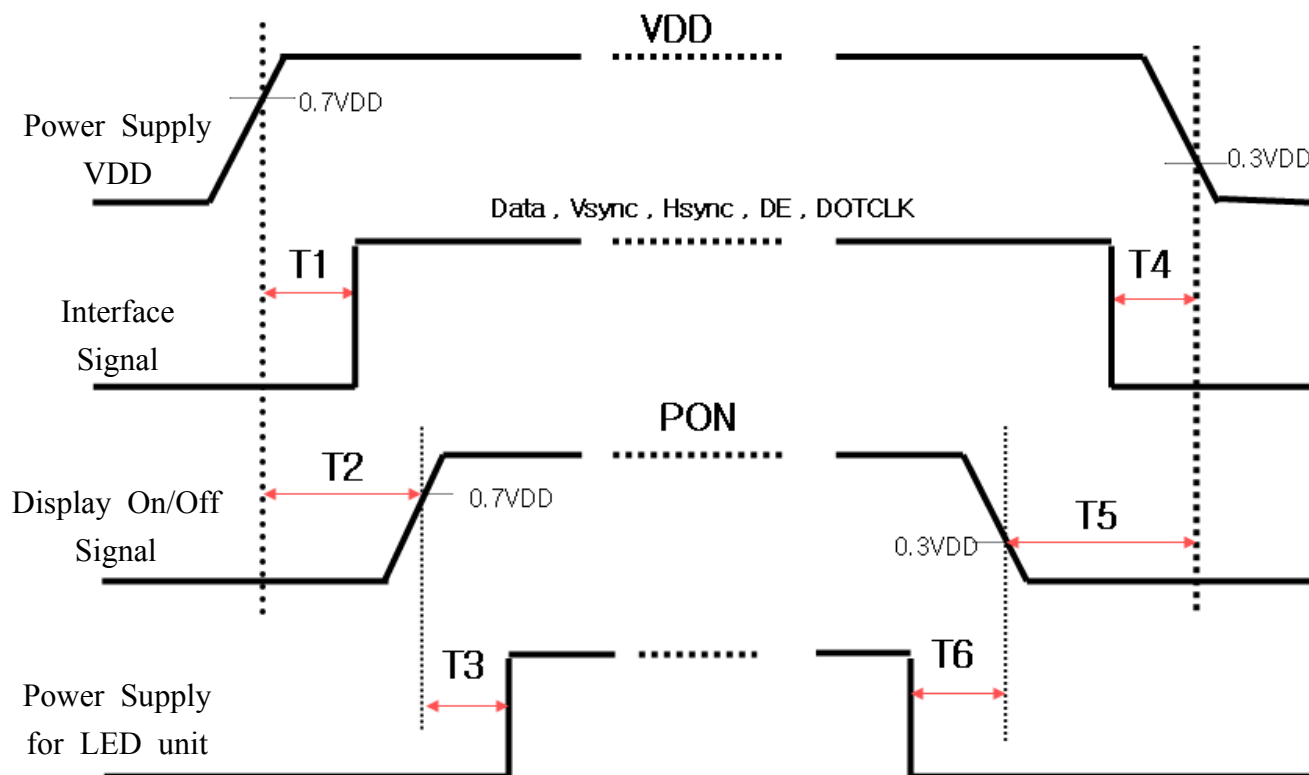 VDD
0.7VDD
Power Supply
VDD
0.3VDD
Data , Vsync , Hsync , DE , DOTCLK
T1
T4
Interface
Signal
PON
T2
0.7VDD
Display On/Off
Signal
T5
0.3VDD
T3
T6
Power Supply
for LED unit